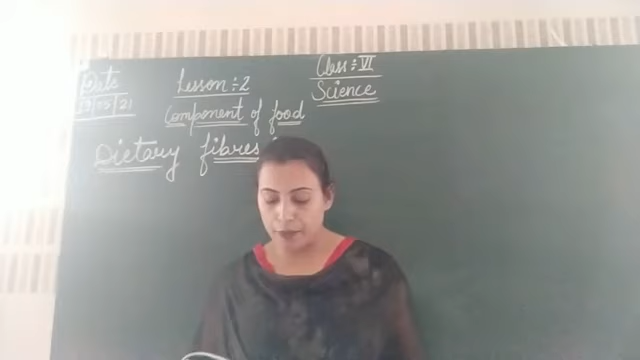 Date
Lesson :- 2
Class :- VI
Science
Component of food
Dietary fibres